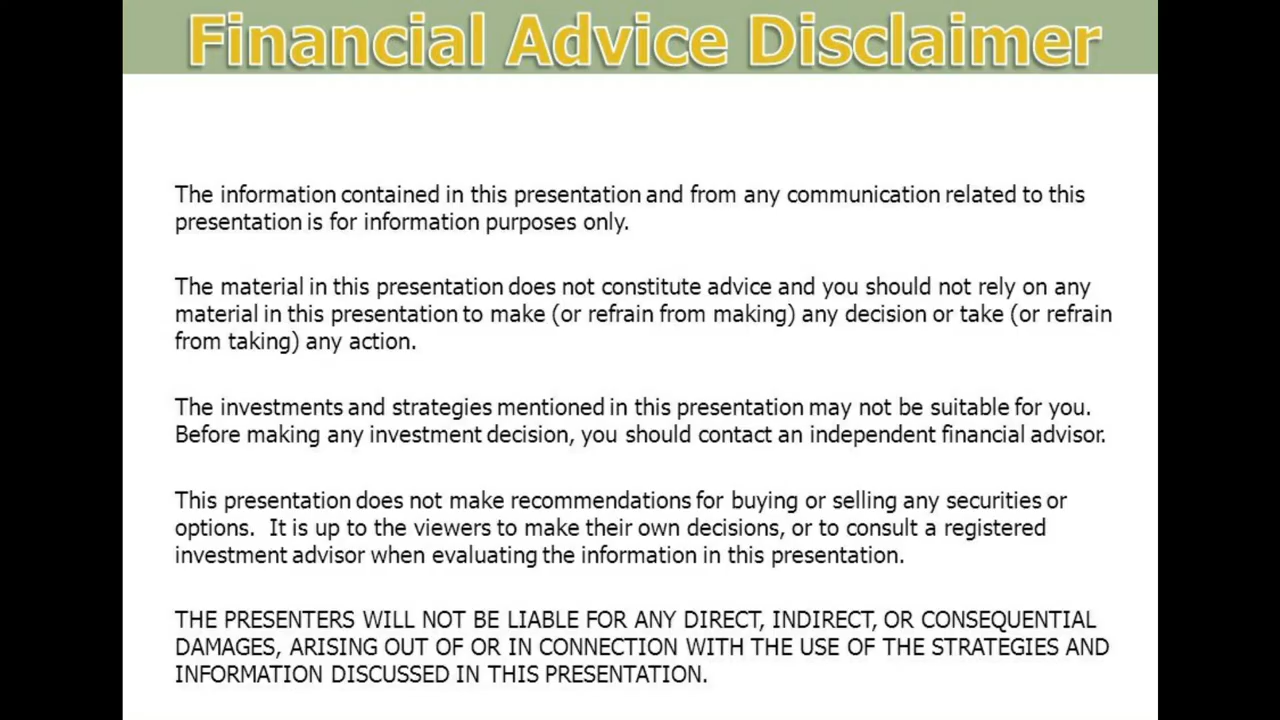 Financial Advice Disclaimer
The information contained in this presentation and from any communication related to this
presentation is for information purposes only.
The material in this presentation does not constitute advice and you should not rely on any
material in this presentation to make (or refrain from making) any decision or take (or refrain
from taking) any action.
The investments and strategies mentioned in this presentation may not be suitable for you.
Before making any investment decision, you should contact an independent financial advisor.
This presentation does not make recommendations for buying or selling any securities or
options.  It is up to the viewers to make their own decisions, or to consult a registered
investment advisor when evaluating the information in this presentation.
THE PRESENTERS WILL NOT BE LIABLE FOR ANY DIRECT, INDIRECT, OR CONSEQUENTIAL
DAMAGES, ARISING OUT OF OR IN CONNECTION WITH THE USE OF THE STRATEGIES AND
INFORMATION DISCUSSED IN THIS PRESENTATION.